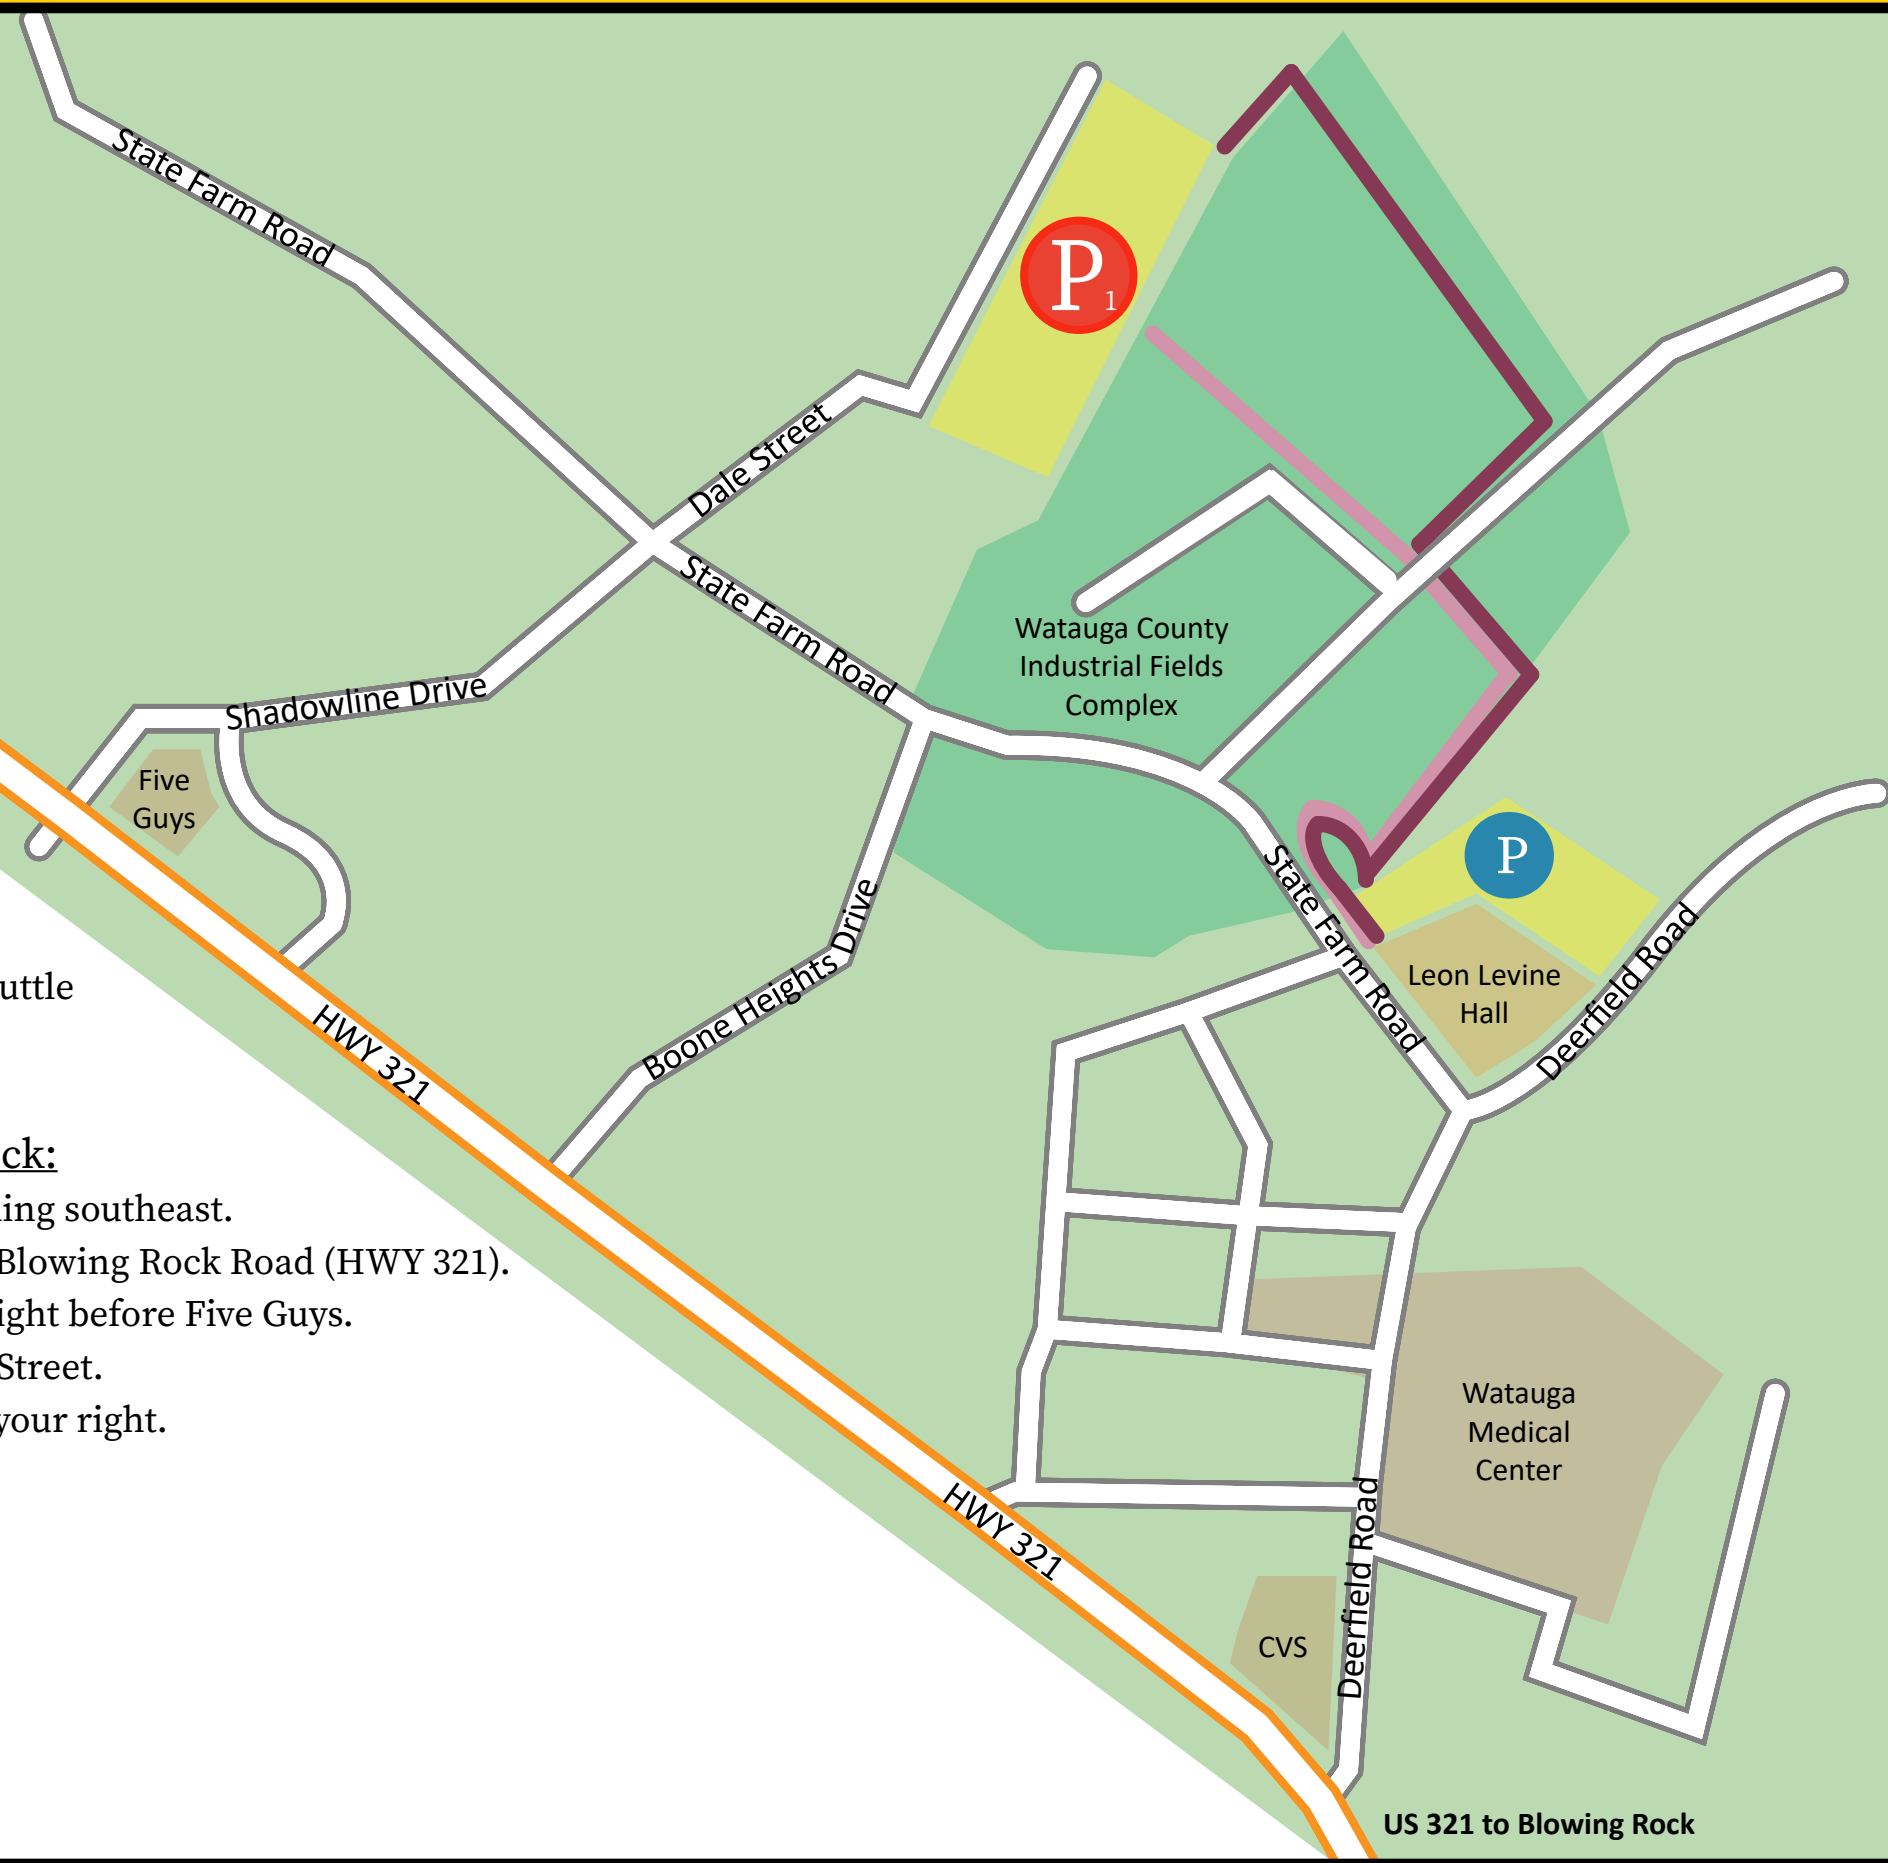 State Farm Road
P
1
Dale Street
State Farm Road
Watauga County
Industrial Fields
Complex
Shadowline Drive
Five
Guys
P
State Farm Road
Boone Heights Drive
Leon Levine
Hall
Deerfield Road
uttle
HWY 321
ck:
ing southeast.
Blowing Rock Road (HWY 321).
ight before Five Guys.
Street.
your right.
Watauga
Medical
Center
HWY 321
Deerfield Road
CVS
US 321 to Blowing Rock